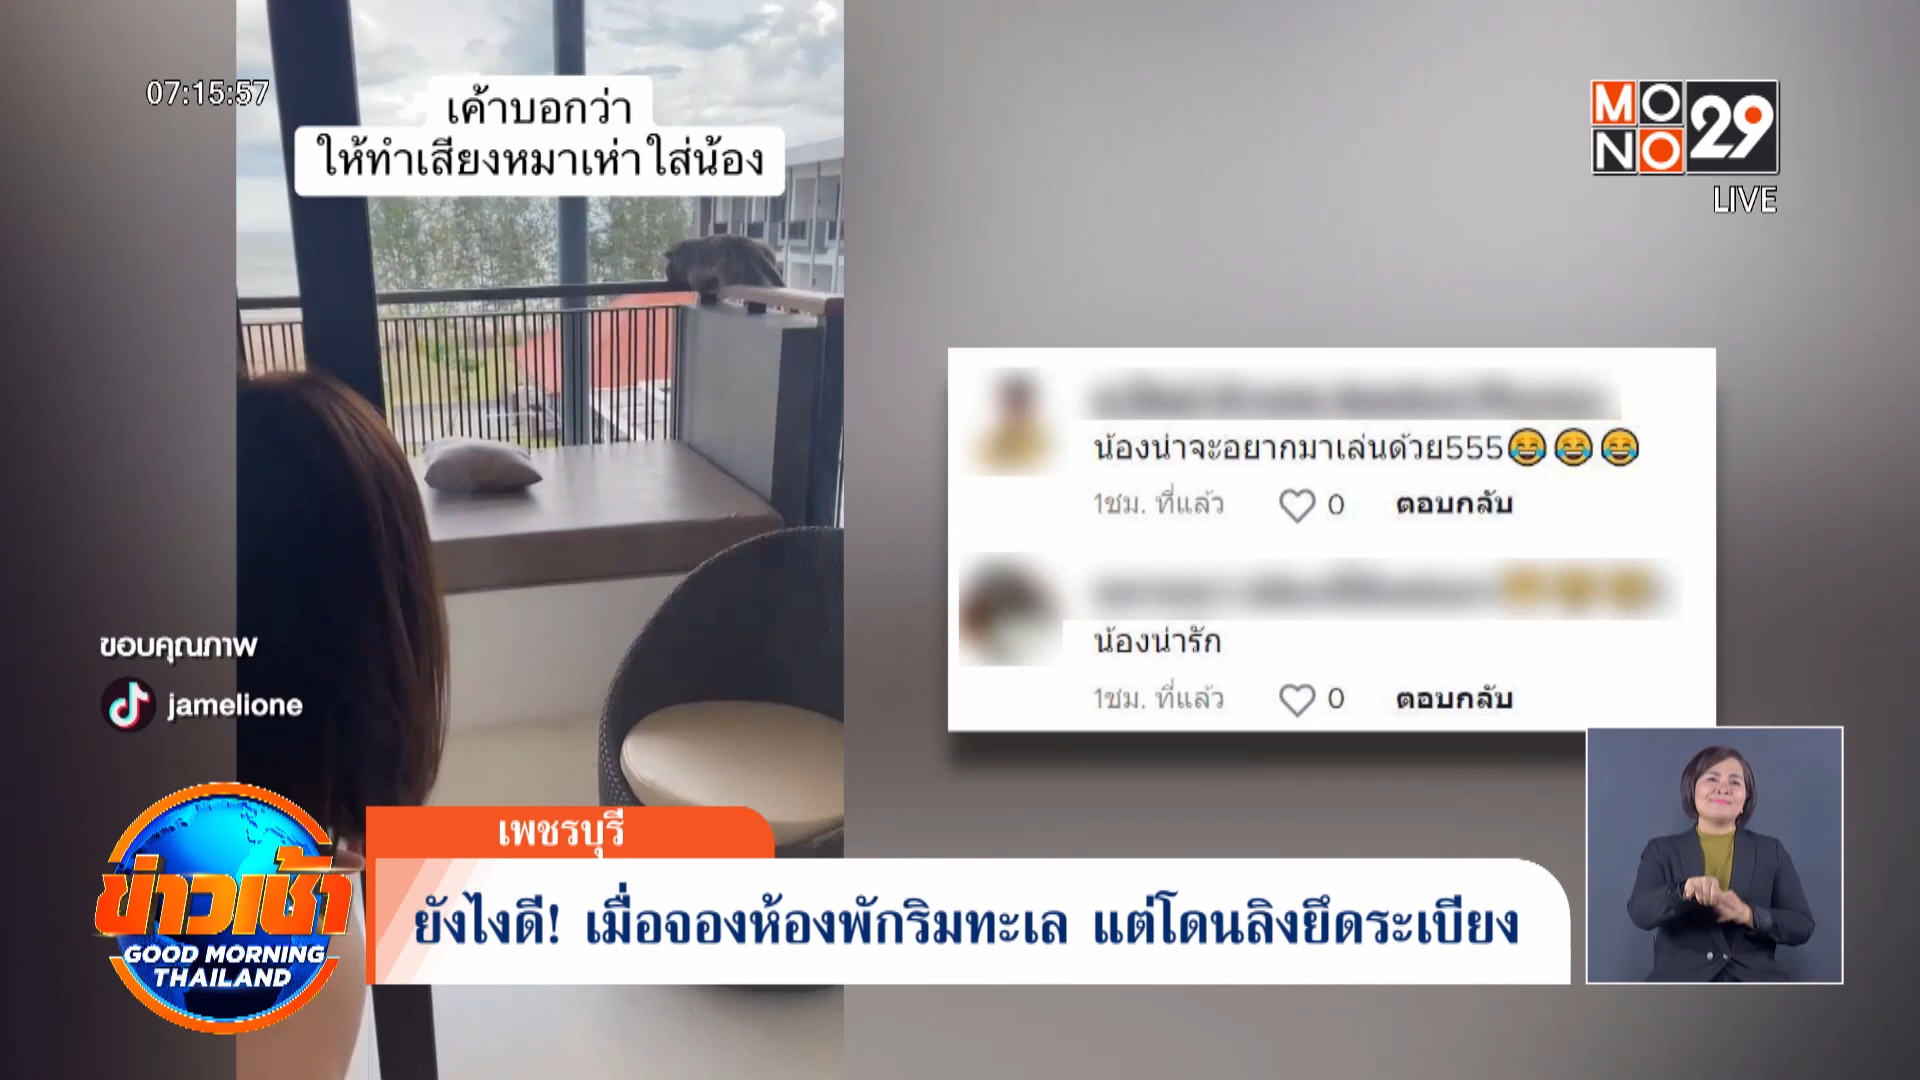 07:15:57
เค้าบอกว่า
ให้ทำเสียงหมาเห่าใส่น้อง
MONO 29
LIVE
น้องน่าจะอยากมาเล่นด้วย555😂😂😂
1ชม. ที่แล้ว 0 ตอบกลับ
น้องน่ารัก
1ชม. ที่แล้ว 0 ตอบกลับ
ขอบคุณภาพ
jamelione
ข่าวเช้า
GOOD MORNING
THAILAND
เพชรบุรี
ยังไงดี! เมื่อจองห้องพักริมทะเล แต่โดนลิงยึดระเบียง